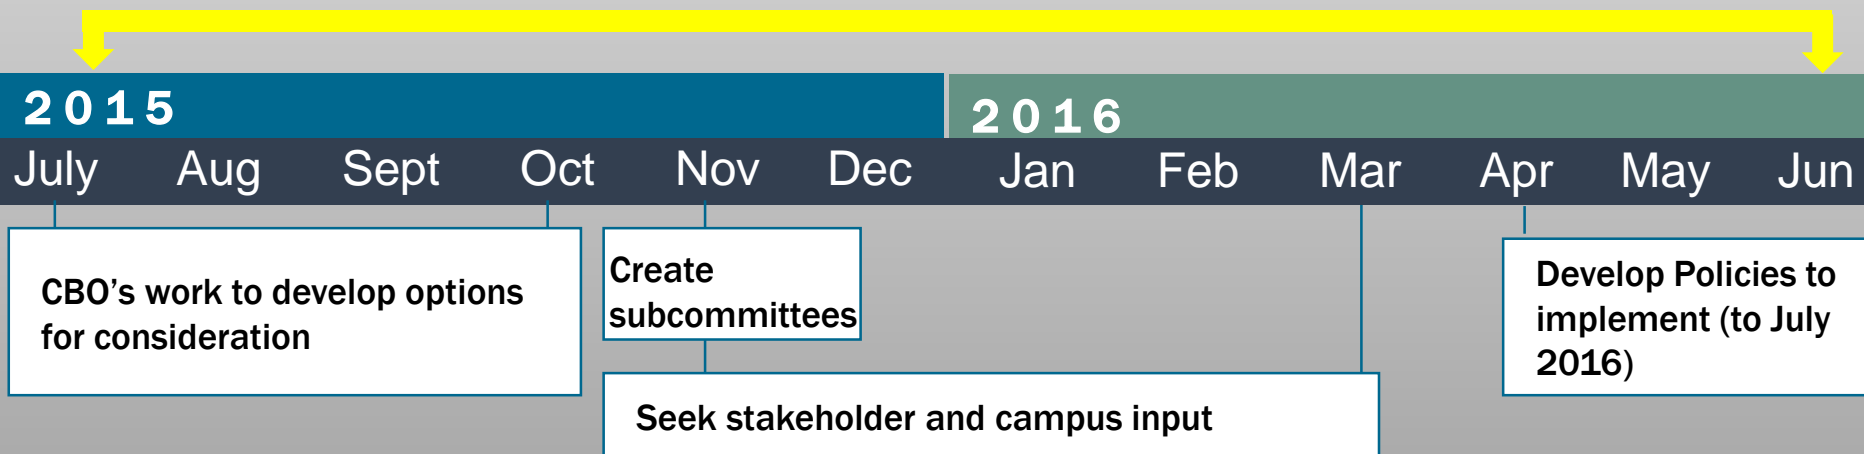 2015
2016
July Aug Sept Oct Nov Dec Jan Feb Mar Apr May Jun
CBO’s work to develop options
for consideration
Create
subcommittees
Seek stakeholder and campus input
Develop Policies to
implement (to July
2016)